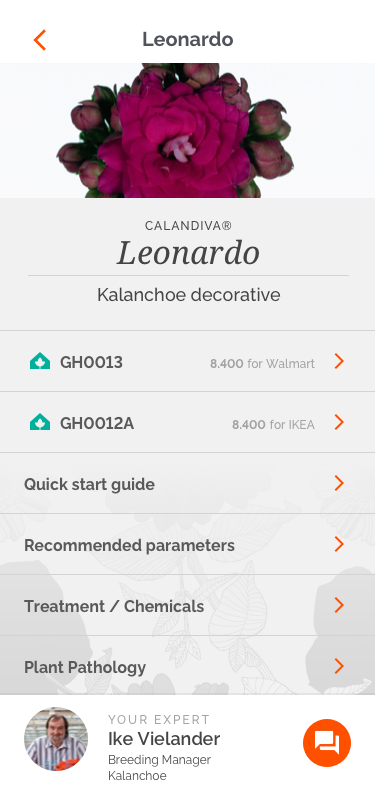 Leonardo
CALANDIVA®
Leonardo
Kalanchoe decorative
GH0013 8.400 for Walmart
GH0012A 8.400 for IKEA
Quick start guide
Recommended parameters
Treatment / Chemicals
Plant Pathology
YOUR EXPERT
Ike Vielander
Breeding Manager
Kalanchoe